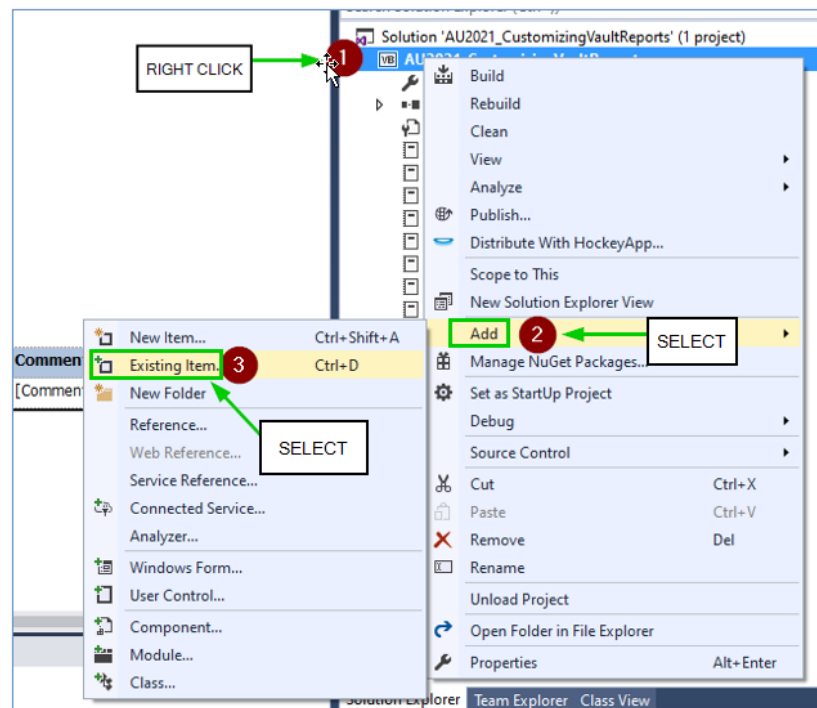 Solution 'AU2021_CustomizingVaultReports' (1 project)
RIGHT CLICK
1
VB
Build
Rebuild
Clean
View
Analyze
Publish...
Distribute With HockeyApp...
Scope to This
New Solution Explorer View
Add
2
SELECT
Manage NuGet Packages...
Set as StartUp Project
Debug
Source Control
Cut Ctrl+X
Paste Ctrl+V
Remove Del
Rename
Unload Project
Open Folder in File Explorer
Properties Alt+Enter
New Item... Ctrl+Shift+A
Existing Item. 3 Ctrl+D
New Folder
Reference...
SELECT
Web Reference...
Service Reference...
Connected Service...
Analyzer...
Windows Form...
User Control...
Component...
Module...
Class...
Commen
[Commen
Solution Explorer Team Explorer Class View